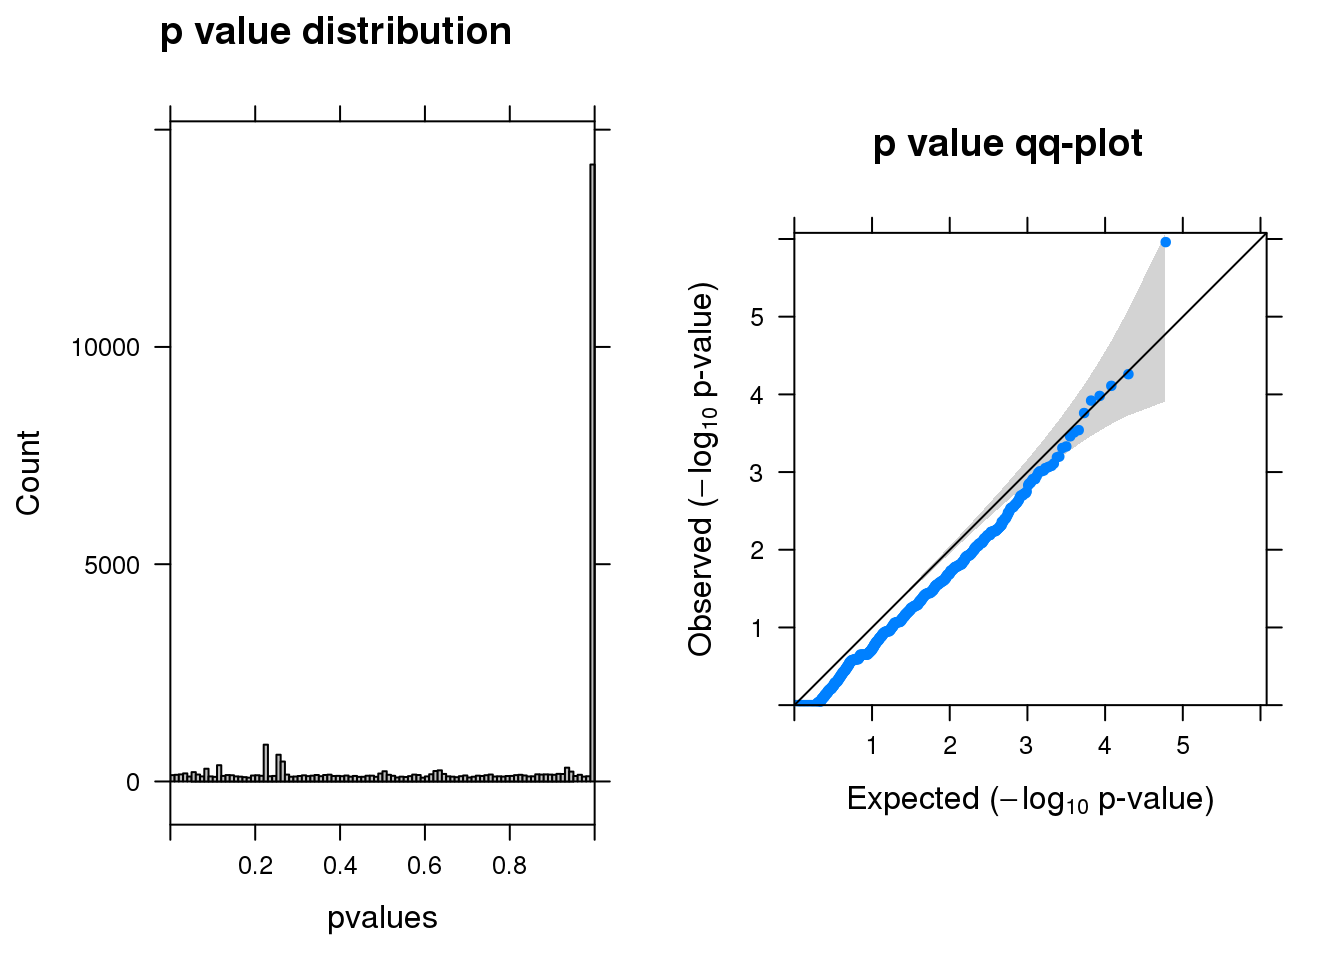 p value distribution
Count
10000
5000
0
0.2 0.4 0.6 0.8
pvalues
p value qq-plot
Observed (−log10 p-value)
5
4
3
2
1
1 2 3 4 5
Expected (−log10 p-value)